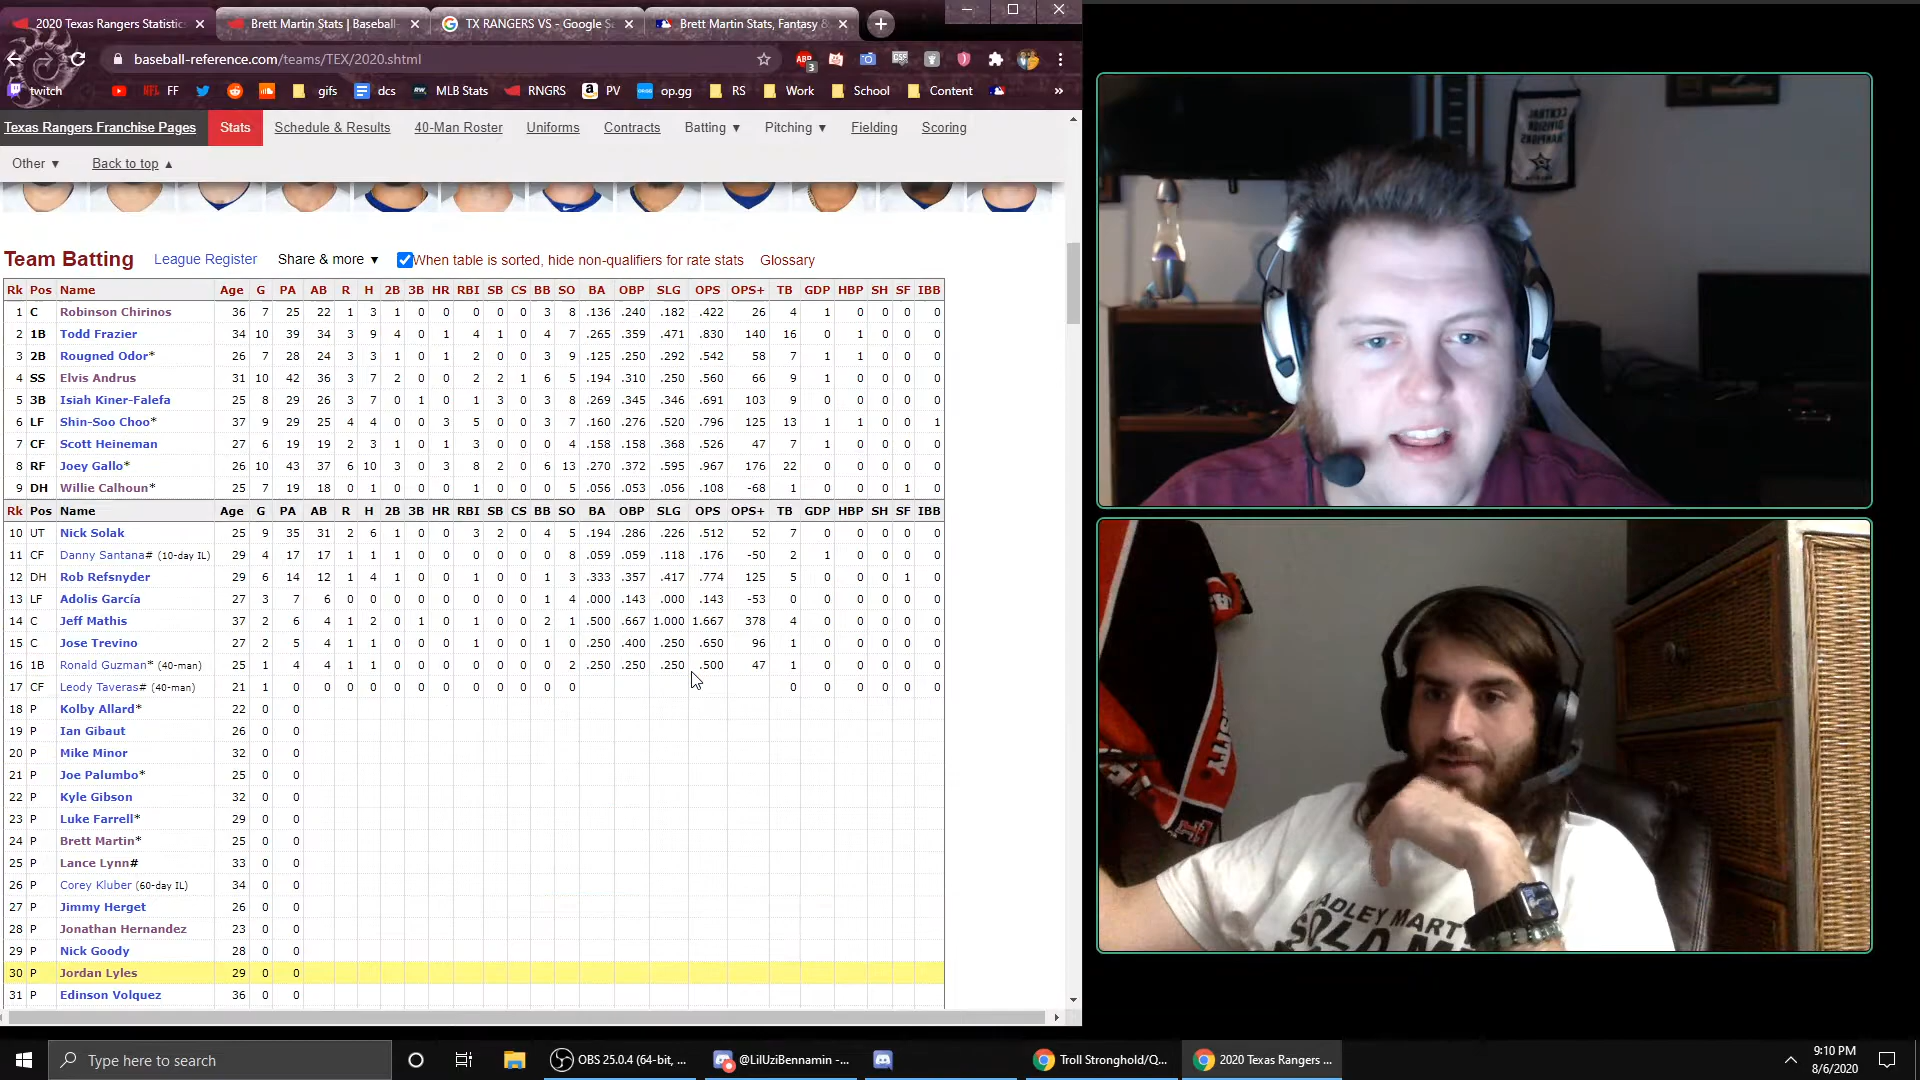 2020 Texas Rangers Statistics
Brett Martin Stats | Baseball-
TX RANGERS VS - Google Se
Brett Martin Stats, Fantasy &
baseball-reference.com/teams/TEX/2020.shtml
twitch FF gifs dcs MLB Stats RNGRS PV op.gg RS Work School Content »
Texas Rangers Franchise Pages Stats Schedule & Results 40-Man Roster Uniforms Contracts Batting ▼ Pitching ▼ Fielding Scoring
Other ▼ Back to top ▲
Team Batting League Register Share & more ▼ When table is sorted, hide non-qualifiers for rate stats Glossary
Rk Pos Name Age G PA AB R H 2B 3B HR RBI SB CS BB SO BA OBP SLG OPS OPS+ TB GDP HBP SH SF IBB
1 C Robinson Chirinos 36 7 25 22 1 3 1 0 0 0 0 0 3 8 .136 .240 .182 .422 26 4 1 0 0 0 0
2 1B Todd Frazier 34 10 39 34 3 9 4 0 1 4 1 0 4 7 .265 .359 .471 .830 140 16 0 1 0 0 0
3 2B Rougned Odor* 26 7 28 24 3 3 1 0 1 2 0 0 3 9 .125 .250 .292 .542 58 7 1 1 0 0 0
4 SS Elvis Andrus 31 10 42 36 3 7 2 0 0 2 2 1 6 5 .194 .310 .250 .560 66 9 1 0 0 0 0
5 3B Isiah Kiner-Falefa 25 8 29 26 3 7 0 1 0 1 3 0 3 8 .269 .345 .346 .691 103 9 0 0 0 0 0
6 LF Shin-Soo Choo* 37 9 29 25 4 4 0 0 3 5 0 0 3 7 .160 .276 .520 .796 125 13 1 1 0 0 1
7 CF Scott Heineman 27 6 19 19 2 3 1 0 1 3 0 0 0 4 .158 .158 .368 .526 47 7 1 0 0 0 0
8 RF Joey Gallo* 26 10 43 37 6 10 3 0 3 8 2 0 6 13 .270 .372 .595 .967 176 22 0 0 0 0 0
9 DH Willie Calhoun* 25 7 19 18 0 1 0 0 0 1 0 0 0 5 .056 .053 .056 .108 -68 1 0 0 0 1 0
Rk Pos Name Age G PA AB R H 2B 3B HR RBI SB CS BB SO BA OBP SLG OPS OPS+ TB GDP HBP SH SF IBB
10 UT Nick Solak 25 9 35 31 2 6 1 0 0 3 2 0 4 5 .194 .286 .226 .512 52 7 0 0 0 0 0
11 CF Danny Santana# (10-day IL) 29 4 17 17 1 1 1 0 0 0 0 0 0 8 .059 .059 .118 .176 -50 2 1 0 0 0 0
12 DH Rob Refsnyder 29 6 14 12 1 4 1 0 0 1 0 0 1 3 .333 .357 .417 .774 125 5 0 0 0 1 0
13 LF Adolis García 27 3 7 6 0 0 0 0 0 0 0 0 1 4 .000 .143 .000 .143 -53 0 0 0 0 0 0
14 C Jeff Mathis 37 2 6 4 1 2 0 1 0 1 0 0 2 1 .500 .667 1.000 1.667 378 4 0 0 0 0 0
15 C Jose Trevino 27 2 5 4 1 1 0 0 0 1 0 0 1 0 .250 .400 .250 .650 96 1 0 0 0 0 0
16 1B Ronald Guzman* (40-man) 25 1 4 4 1 1 0 0 0 0 0 0 0 2 .250 .250 .250 .500 47 1 0 0 0 0 0
17 CF Leody Taveras# (40-man) 21 1 0 0 0 0 0 0 0 0 0 0 0 0 0 0 0 0 0 0
18 P Kolby Allard* 22 0 0
19 P Ian Gibaut 26 0 0
20 P Mike Minor 32 0 0
21 P Joe Palumbo* 25 0 0
22 P Kyle Gibson 32 0 0
23 P Luke Farrell* 29 0 0
24 P Brett Martin* 25 0 0
25 P Lance Lynn# 33 0 0
26 P Corey Kluber (60-day IL) 34 0 0
27 P Jimmy Herget 26 0 0
28 P Jonathan Hernandez 23 0 0
29 P Nick Goody 28 0 0
30 P Jordan Lyles 29 0 0
31 P Edinson Volquez 36 0 0
CENTRAL
DIVISION
CHAMPIONS
ADLEY MART
Type here to search
OBS 25.0.4 (64-bit, ...
@LilUziBennamin -...
Troll Stronghold/Q...
2020 Texas Rangers ...
9:10 PM
8/6/2020